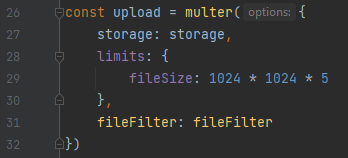 26 const upload = multer( options: {
27 storage: storage,
28 limits: {
29 fileSize: 1024 * 1024 * 5
30 },
31 fileFilter: fileFilter
32 })